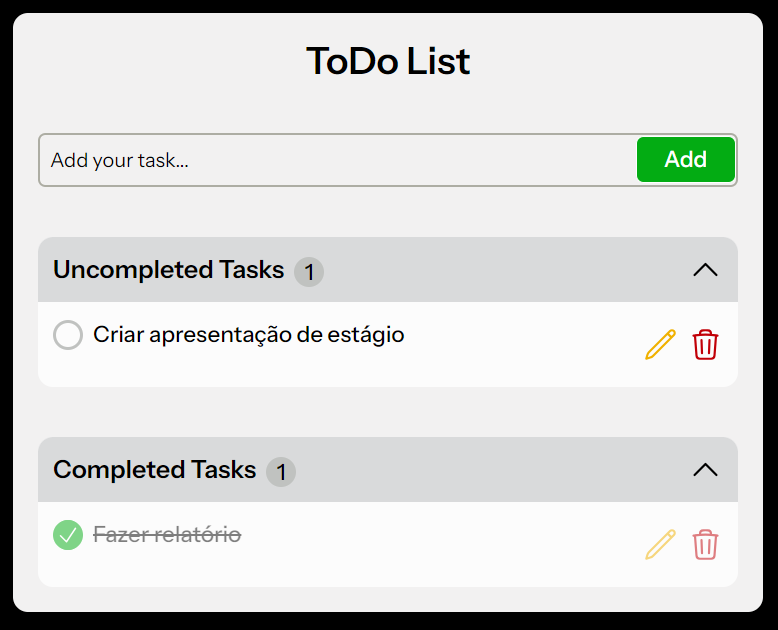 ToDo List
Add your task...
Add
Uncompleted Tasks 1
Criar apresentação de estágio
Completed Tasks 1
Fazer relatório